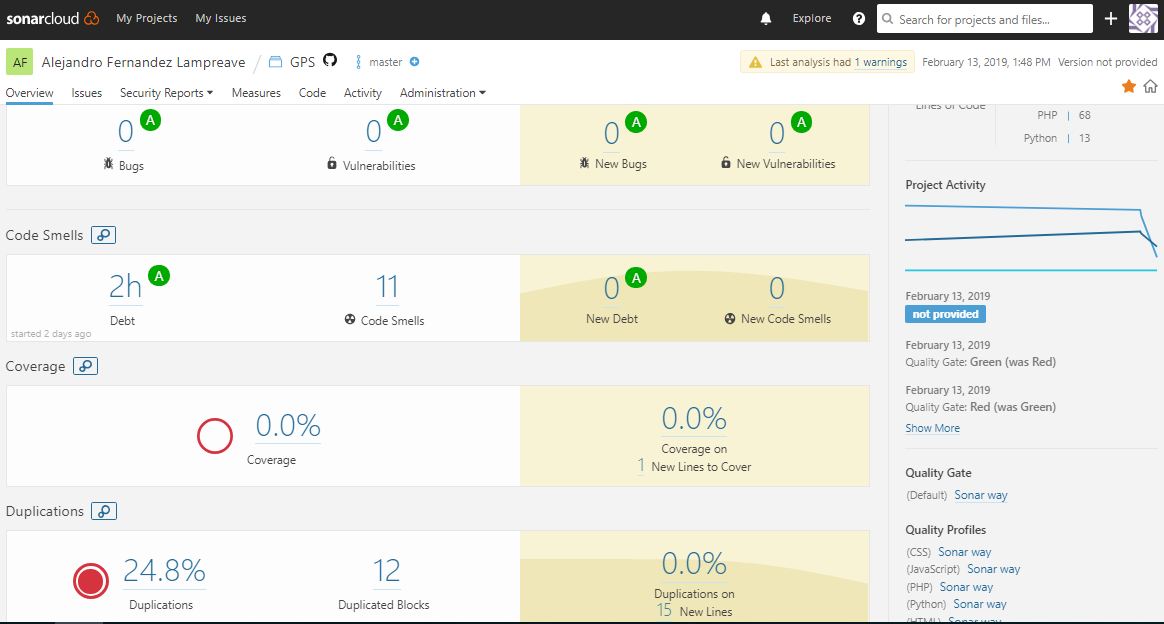 sonarcloud My Projects My Issues Explore Search for projects and files...
AF Alejandro Fernandez Lampreave / GPS master Last analysis had 1 warnings February 13, 2019, 1:48 PM Version not provided
Overview Issues Security Reports Measures Code Activity Administration
0 A
Bugs
0 A
Vulnerabilities
0 A
New Bugs
0 A
New Vulnerabilities
Code Smells
2h A
Debt
started 2 days ago
11
Code Smells
0 A
New Debt
0
New Code Smells
Coverage
0.0%
Coverage
0.0%
Coverage on
1 New Lines to Cover
Duplications
24.8%
Duplications
12
Duplicated Blocks
0.0%
Duplications on
15 New Lines
Lines of Code
PHP 68
Python 13
Project Activity
February 13, 2019
not provided
February 13, 2019
Quality Gate: Green (was Red)
February 13, 2019
Quality Gate: Red (was Green)
Show More
Quality Gate
(Default) Sonar way
Quality Profiles
(CSS) Sonar way
(JavaScript) Sonar way
(PHP) Sonar way
(Python) Sonar way
(HTML) Sonar way